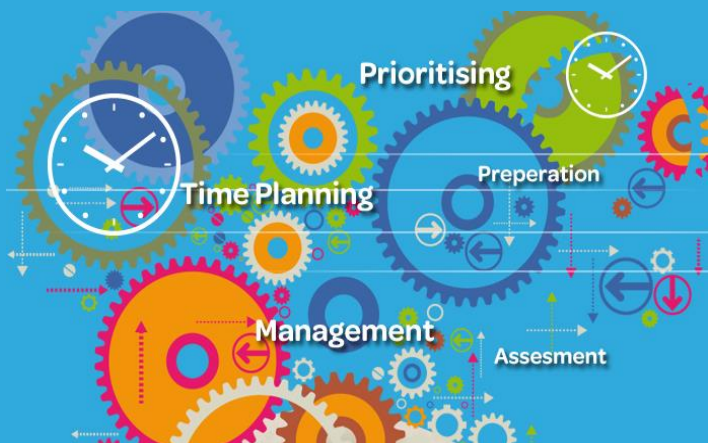 Prioritising
Preperation
Time Planning
Management
Assesment